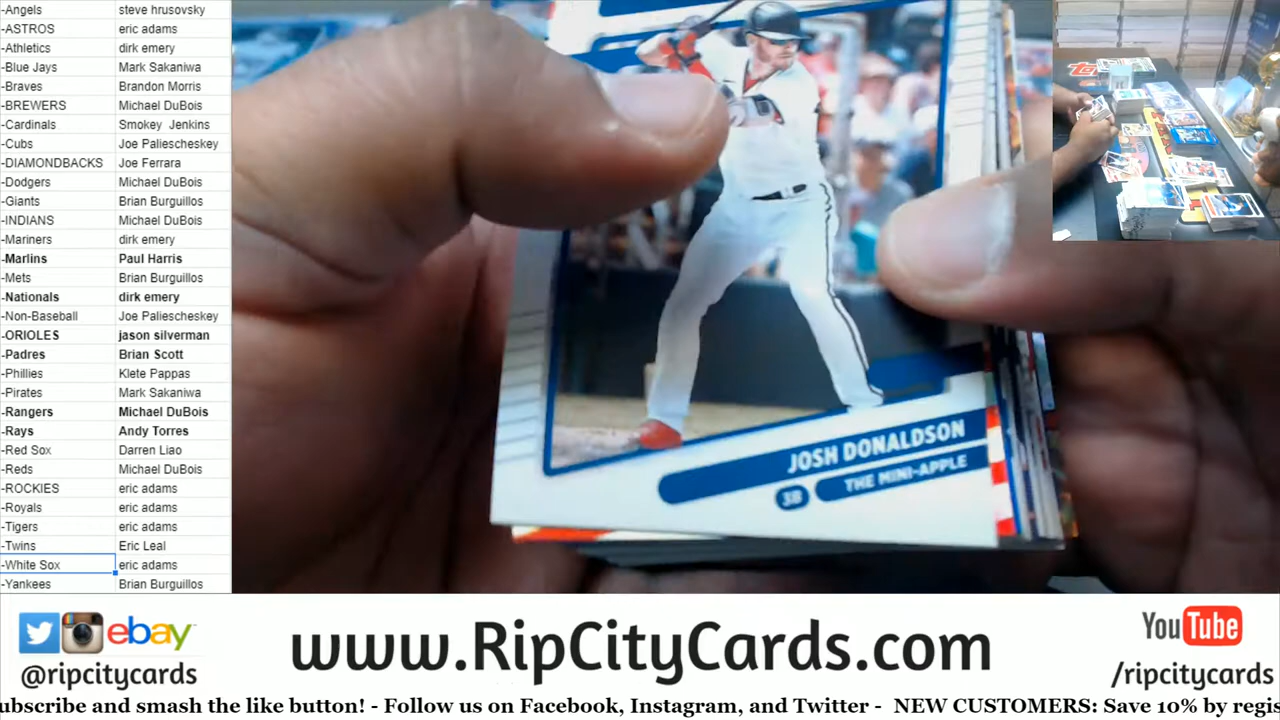 -Angels steve hrusovsky
-ASTROS eric adams
-Athletics dirk emery
-Blue Jays Mark Sakaniwa
-Braves Brandon Morris
-BREWERS Michael DuBois
-Cardinals Smokey Jenkins
-Cubs Joe Paliescheskey
-DIAMONDBACKS Joe Ferrara
-Dodgers Michael DuBois
-Giants Brian Burguillos
-INDIANS Michael DuBois
-Mariners dirk emery
-Marlins Paul Harris
-Mets Brian Burguillos
-Nationals dirk emery
-Non-Baseball Joe Paliescheskey
-ORIOLES jason silverman
-Padres Brian Scott
-Phillies Klete Pappas
-Pirates Mark Sakaniwa
-Rangers Michael DuBois
-Rays Andy Torres
-Red Sox Darren Liao
-Reds Michael DuBois
-ROCKIES eric adams
-Royals eric adams
-Tigers eric adams
-Twins Eric Leal
-White Sox eric adams
-Yankees Brian Burguillos
JOSH DONALDSON
3B THE MINI-APPLE
ebay
@ripcitycards
www.RipCityCards.com
YouTube
/ripcitycards
ubscribe and smash the like button! - Follow us on Facebook, Instagram, and Twitter - NEW CUSTOMERS: Save 10% by regis